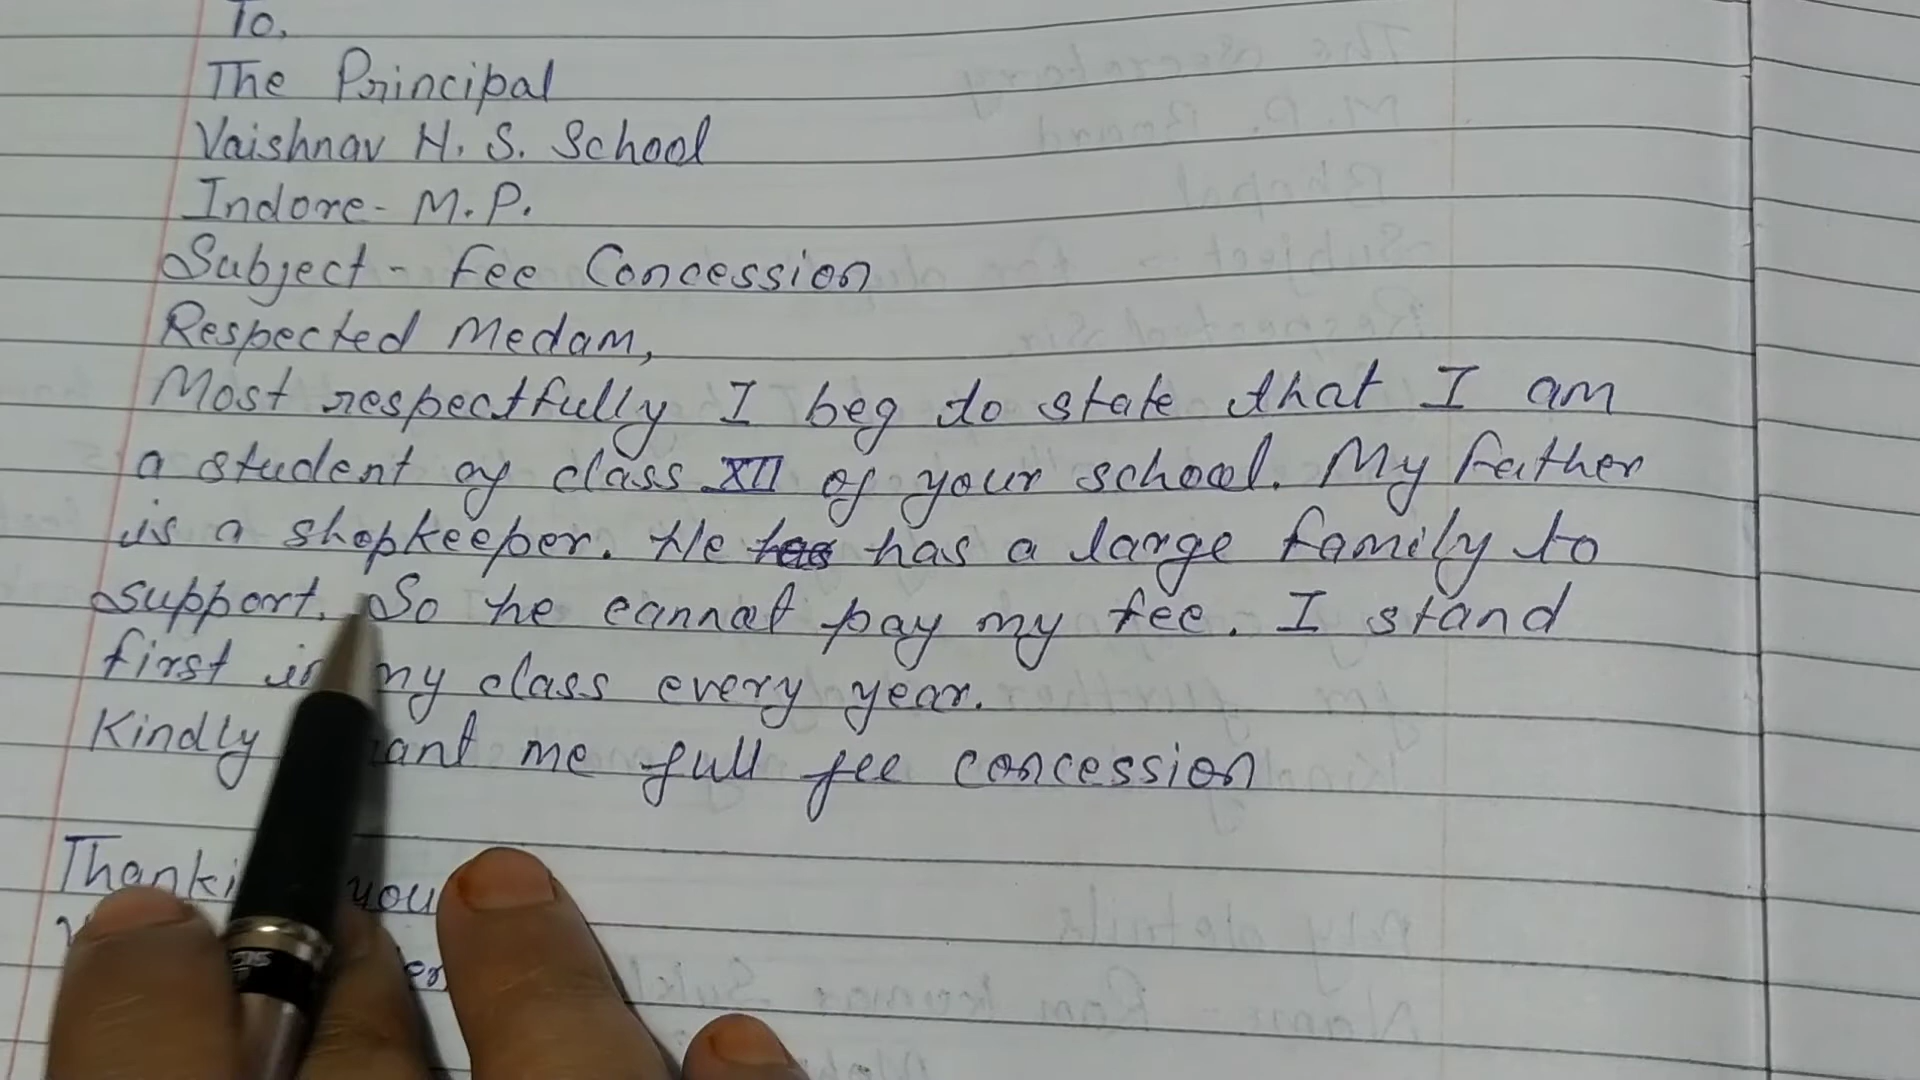 To,
The Principal
Vaishnav H. S. School
Indore- M.P.
Subject- Fee Concession
Respected Medam,
Most respectfully I beg to state that I am
a student of class XII of your school. My father
is a shopkeeper. He has a large family to
support. So he cannot pay my fee. I stand
first in my class every year.
Kindly me full fee concession
you